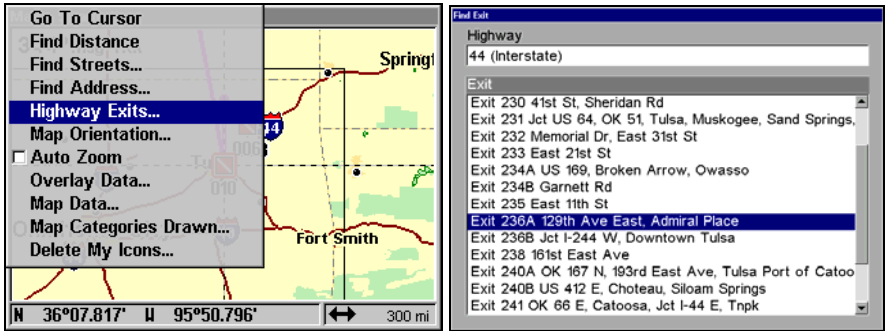 Go To Cursor
Find Distance
Find Streets...
Find Address...
Highway Exits...
Map Orientation...
Auto Zoom
Overlay Data...
Map Data...
Map Categories Drawn...
Delete My Icons...
Springf
44
006
Tu
010
Fort Smith
N 36º07.817' W 95º50.796'
300 mi
Find Exit
Highway
44 (Interstate)
Exit
Exit 230 41st St, Sheridan Rd
Exit 231 Jct US 64, OK 51, Tulsa, Muskogee, Sand Springs,
Exit 232 Memorial Dr, East 31st St
Exit 233 East 21st St
Exit 234A US 169, Broken Arrow, Owasso
Exit 234B Garnett Rd
Exit 235 East 11th St
Exit 236A 129th Ave East, Admiral Place
Exit 236B Jct I-244 W, Downtown Tulsa
Exit 238 161st East Ave
Exit 240A OK 167 N, 193rd East Ave, Tulsa Port of Catoo
Exit 240B US 412 E, Choteau, Siloam Springs
Exit 241 OK 66 E, Catoosa, Jct I-44 E, Tnpk